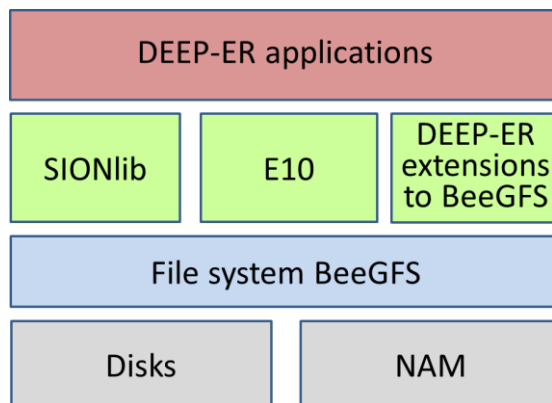 DEEP-ER applications
SIONlib
E10
DEEP-ER
extensions
to BeeGFS
File system BeeGFS
Disks
NAM